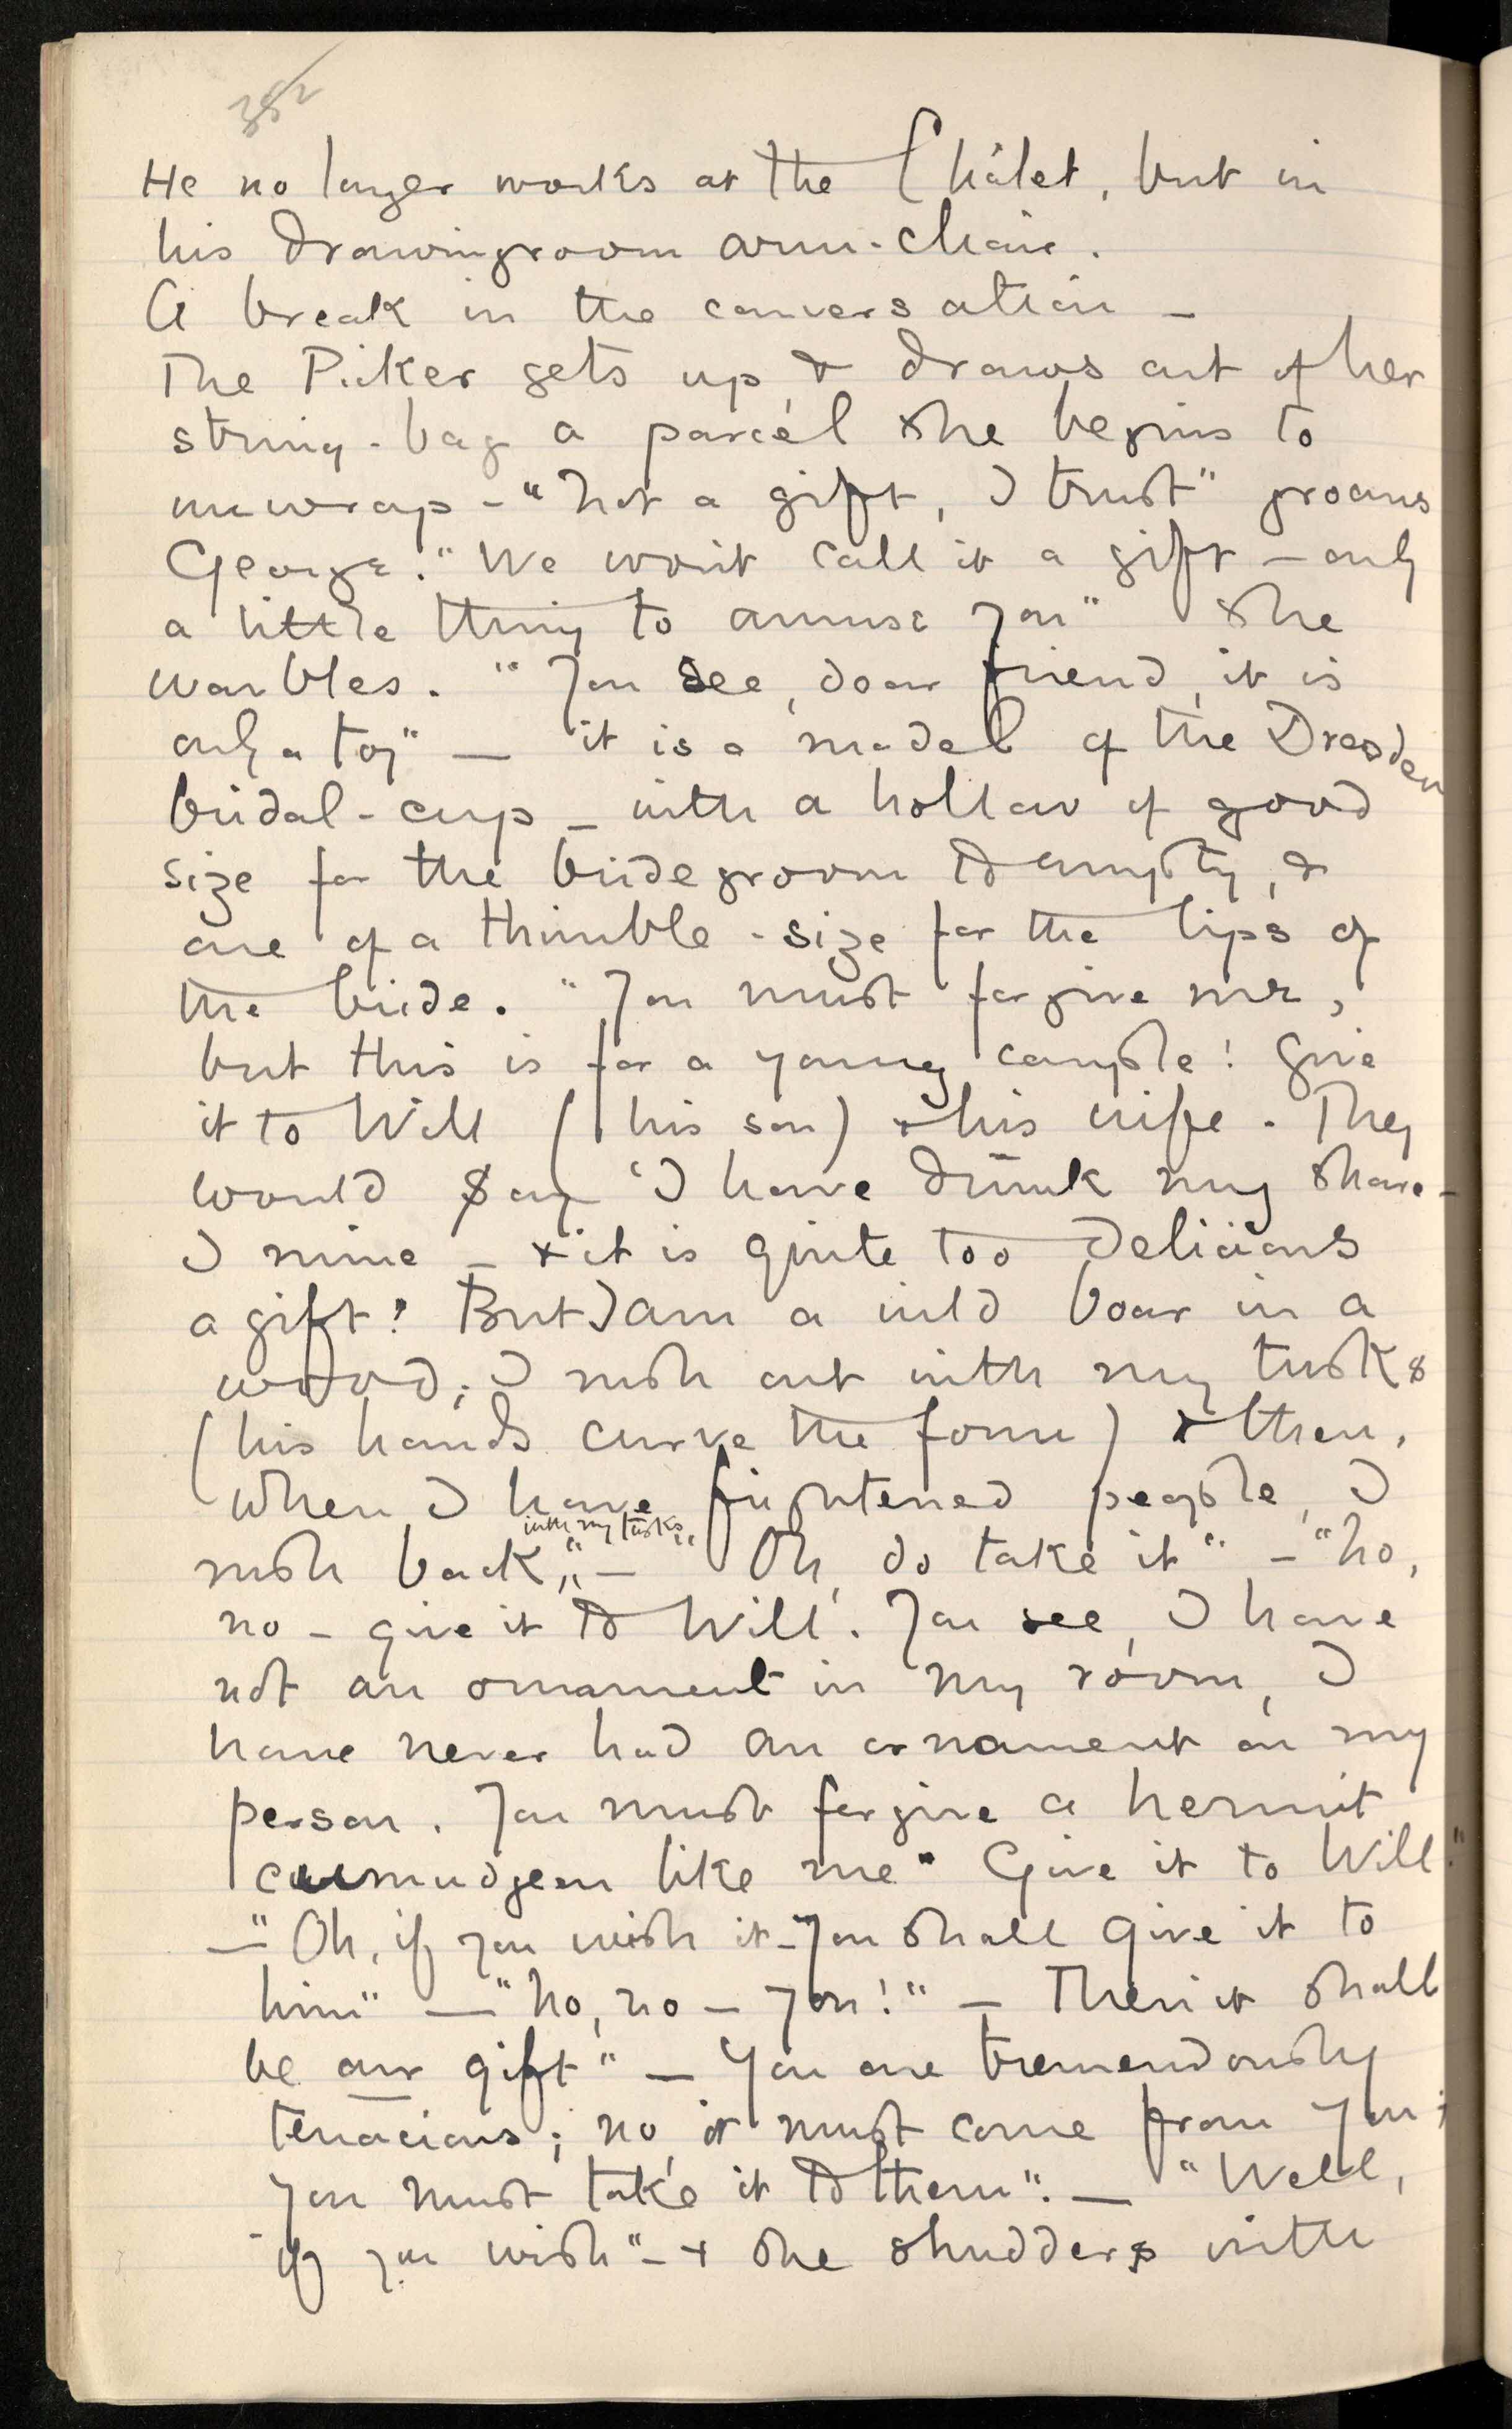 352
He no longer works at the Châlet, but in
his drawingroom arm-chair.
A break in the conversation –
The Picker gets up, & draws out of her
string-bag a parcel she begins to
unwrap – "Not a gift, I trust" groans
George. "We won't call it a gift – only
a little thing to amuse you" she
warbles. "You see, dear friend, it is
only a toy" — it is a model of the Dresden
bridal-cup – with a hollow of good
size for the bridegroom to empty, &
one of a thimble-size for the lips of
the bride. "You must forgive me,
but this is for a young couple! Give
it to Will (his son) & his wife. They
would say 'I have drunk my share –
I mine – & it is quite too delicious
a gift! But I am a wild boar in a
wood; I rush out with my tusks
(his hands curve the form) & then,
when I have frightened people, I
with my tusks
rush back," – "Oh, do take it" – "No,
no – give it to Will. You see, I have
not an ornament in my room, I
have never had an ornament on my
person. You must forgive a hermit
curmudgeon like me. Give it to Will."
— "Oh, if you wish it – you shall give it to
him" — "No, no – you!" – Then it shall
be our gift" — You are tremendously
tenacious; no, it must come from you;
you must take it to them". — "Well,
if you wish" – & she shudders with